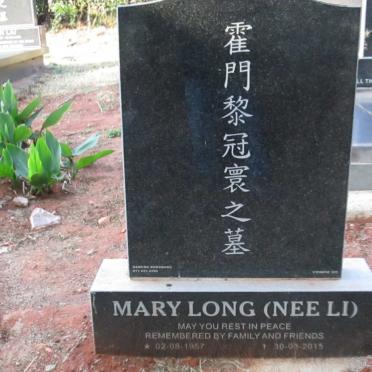 霍門黎冠寰之墓
MARY LONG (NEE LI)
MAY YOU REST IN PEACE
REMEMBERED BY FAMILY AND FRIENDS
★ 02-08-1957 † 30-03-2015